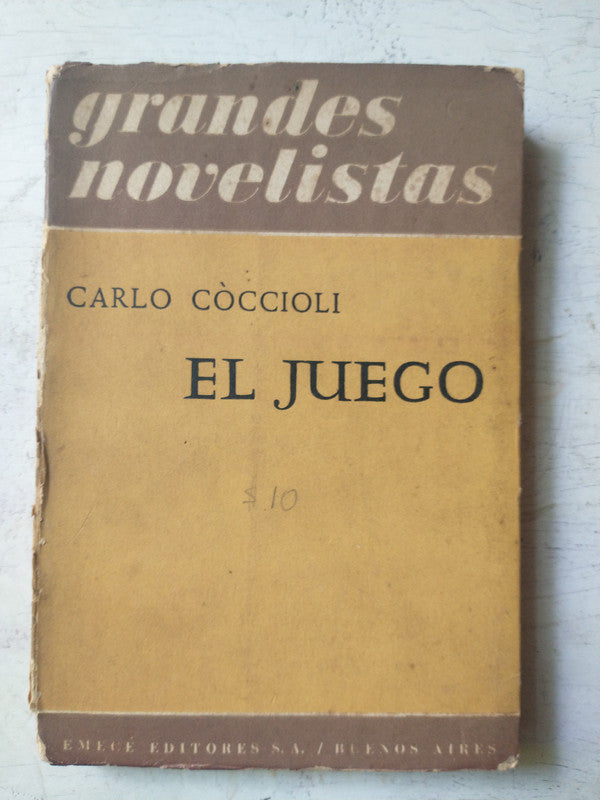 grandes
novelistas
CARLO CÒCCIOLI
EL JUEGO
$10
EMECÉ EDITORES S.A. / BUENOS AIRES